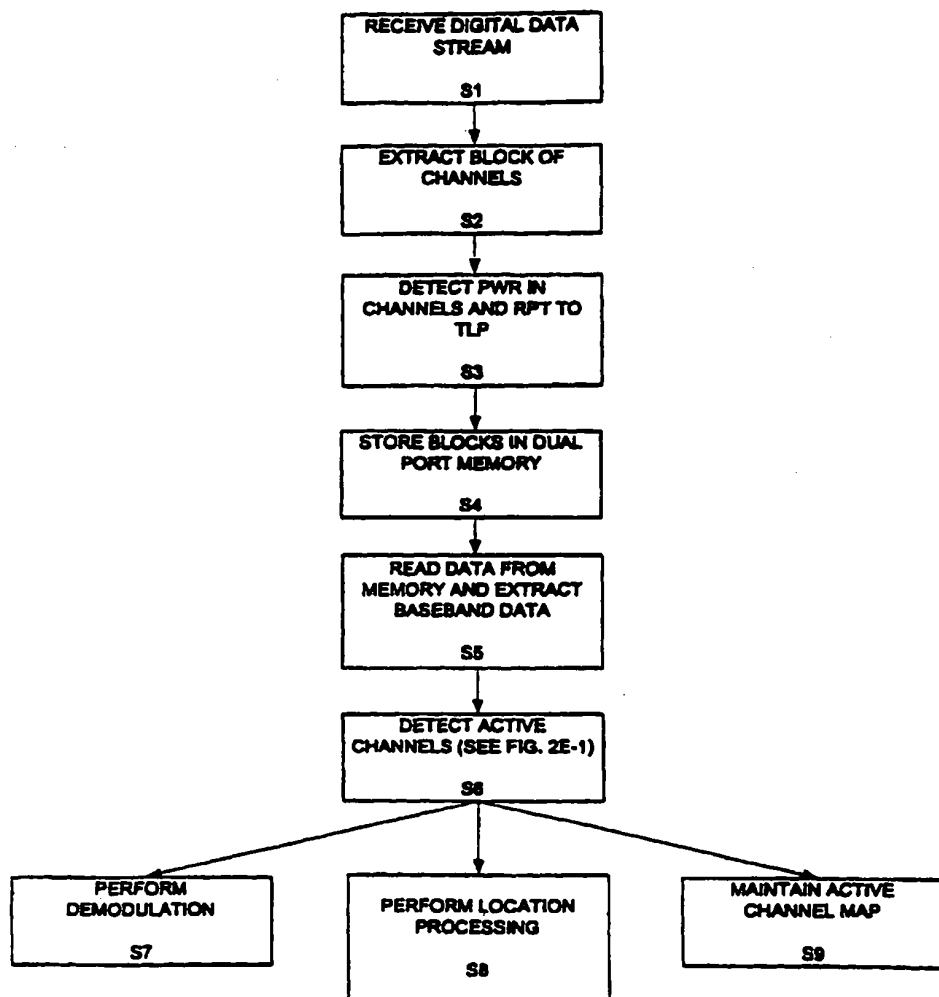 RECEIVE DIGITAL DATA
STREAM
S1
EXTRACT BLOCK OF
CHANNELS
S2
DETECT PWR IN
CHANNELS AND RPT TO
TLP
S3
STORE BLOCKS IN DUAL
PORT MEMORY
S4
READ DATA FROM
MEMORY AND EXTRACT
BASEBAND DATA
S5
DETECT ACTIVE
CHANNELS (SEE FIG. 2E-1)
S6
PERFORM
DEMODULATION
S7
PERFORM LOCATION
PROCESSING
S8
MAINTAIN ACTIVE
CHANNEL MAP
S9